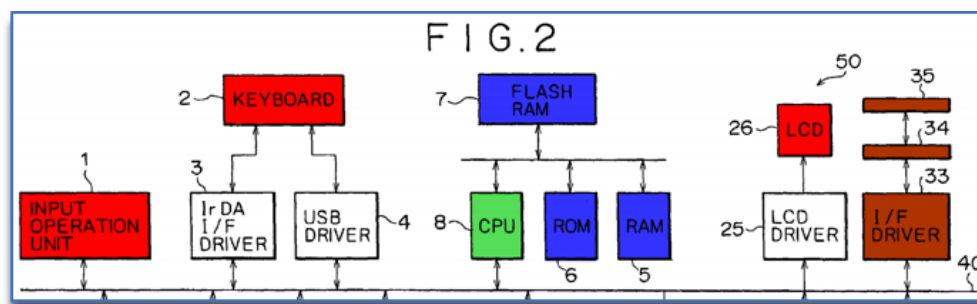 FIG.2
50
2
KEYBOARD
7
FLASH
RAM
35
26
LCD
34
1
3
33
INPUT
OPERATION
UNIT
IrDA
I/F
DRIVER
USB
DRIVER
4
8
CPU
ROM
RAM
25
LCD
DRIVER
I/F
DRIVER
6
5
40